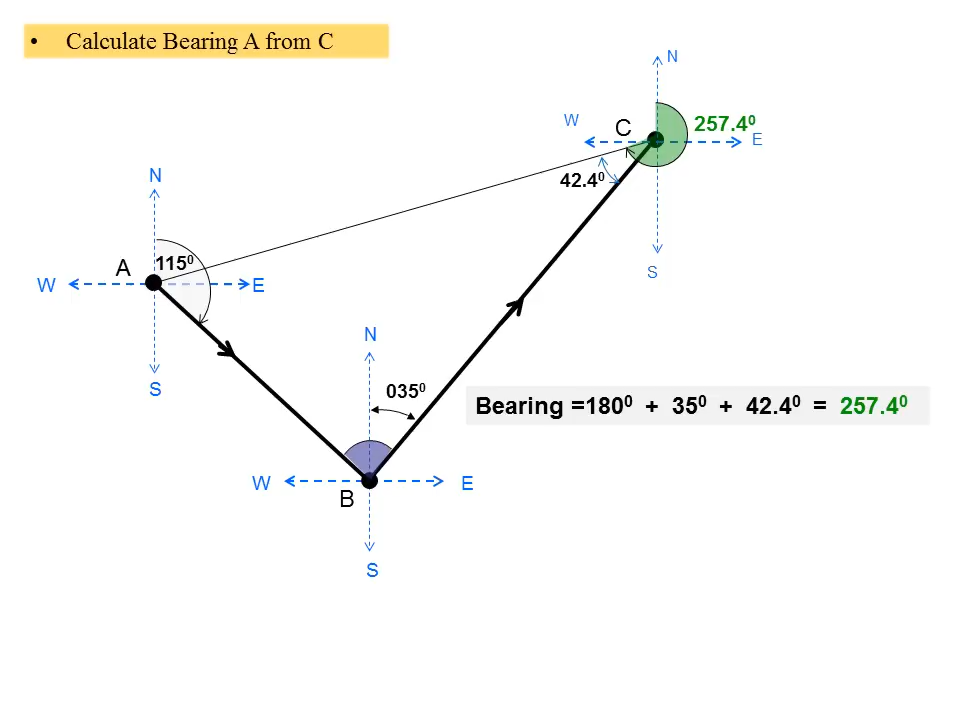 • Calculate Bearing A from C
N
W
C
257.4⁰
E
42.4⁰
S
N
A
115⁰
W
E
S
N
035⁰
Bearing =180⁰ + 35⁰ + 42.4⁰ = 257.4⁰
W
E
B
S